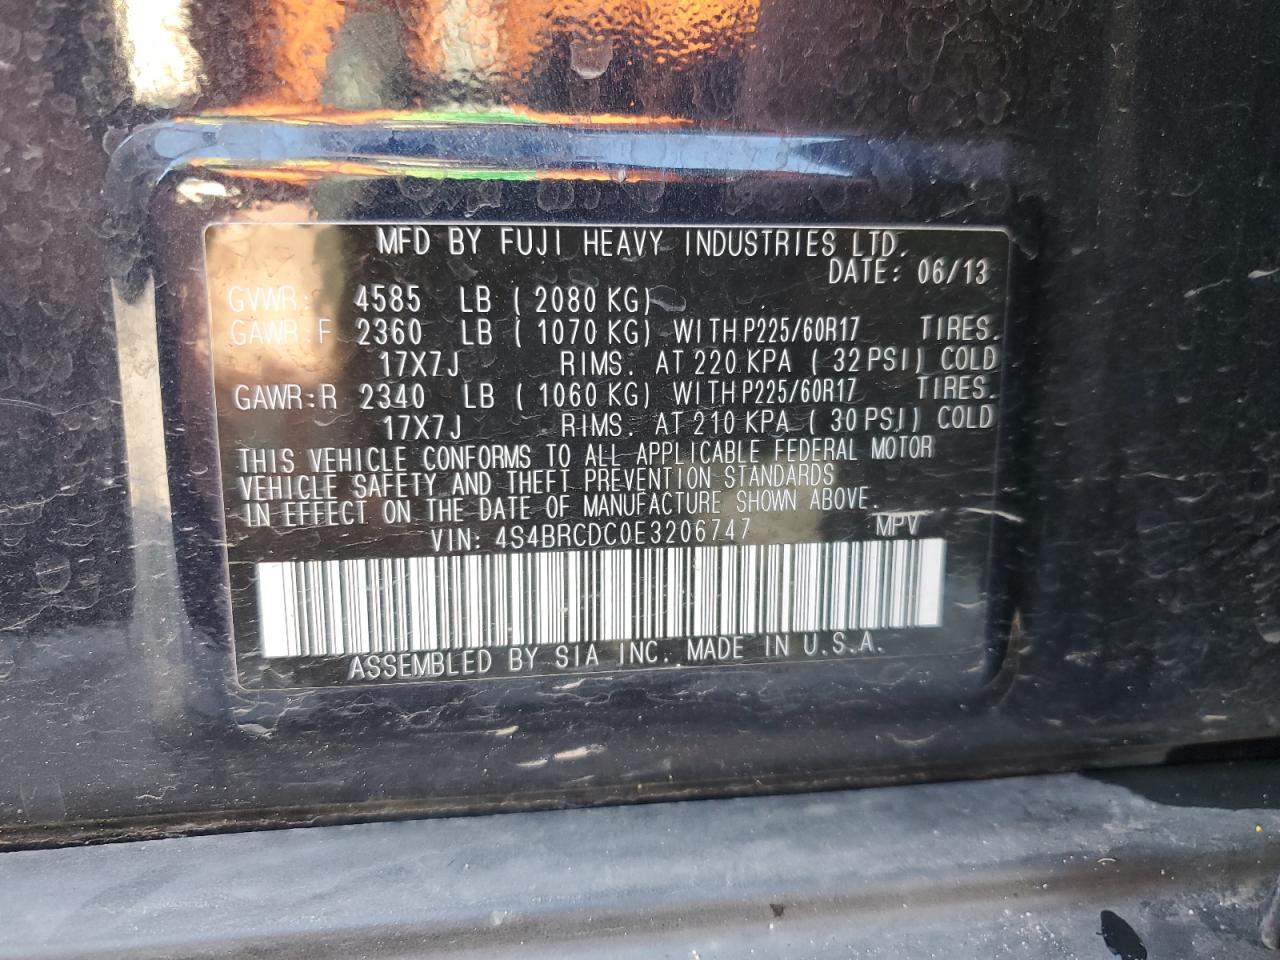 MFD BY FUJI HEAVY INDUSTRIES LTD.
DATE: 06/13
GVWR: 4585 LB (2080 KG)
GAWR:F 2360 LB (1070 KG) WITH P225/60R17 TIRES.
17X7J RIMS. AT 220 KPA (32 PSI) COLD
GAWR:R 2340 LB (1060 KG) WITH P225/60R17 TIRES.
17X7J RIMS. AT 210 KPA (30 PSI) COLD
THIS VEHICLE CONFORMS TO ALL APPLICABLE FEDERAL MOTOR
VEHICLE SAFETY AND THEFT PREVENTION STANDARDS
IN EFFECT ON THE DATE OF MANUFACTURE SHOWN ABOVE.
VIN: 4S4BRCDC0E3206747 MPV
ASSEMBLED BY SIA INC. MADE IN U.S.A.